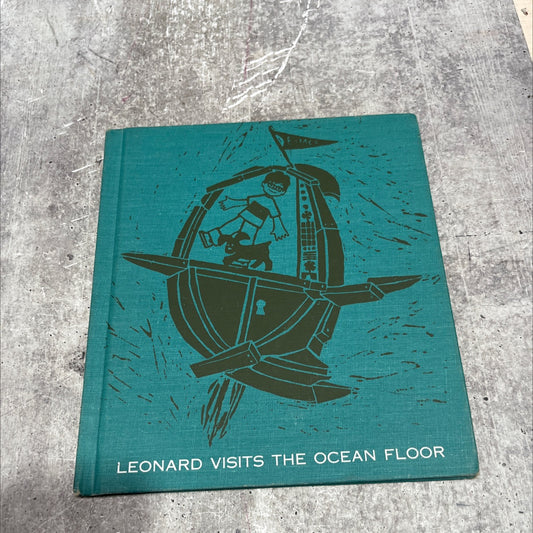 LEONARD VISITS THE OCEAN FLOOR